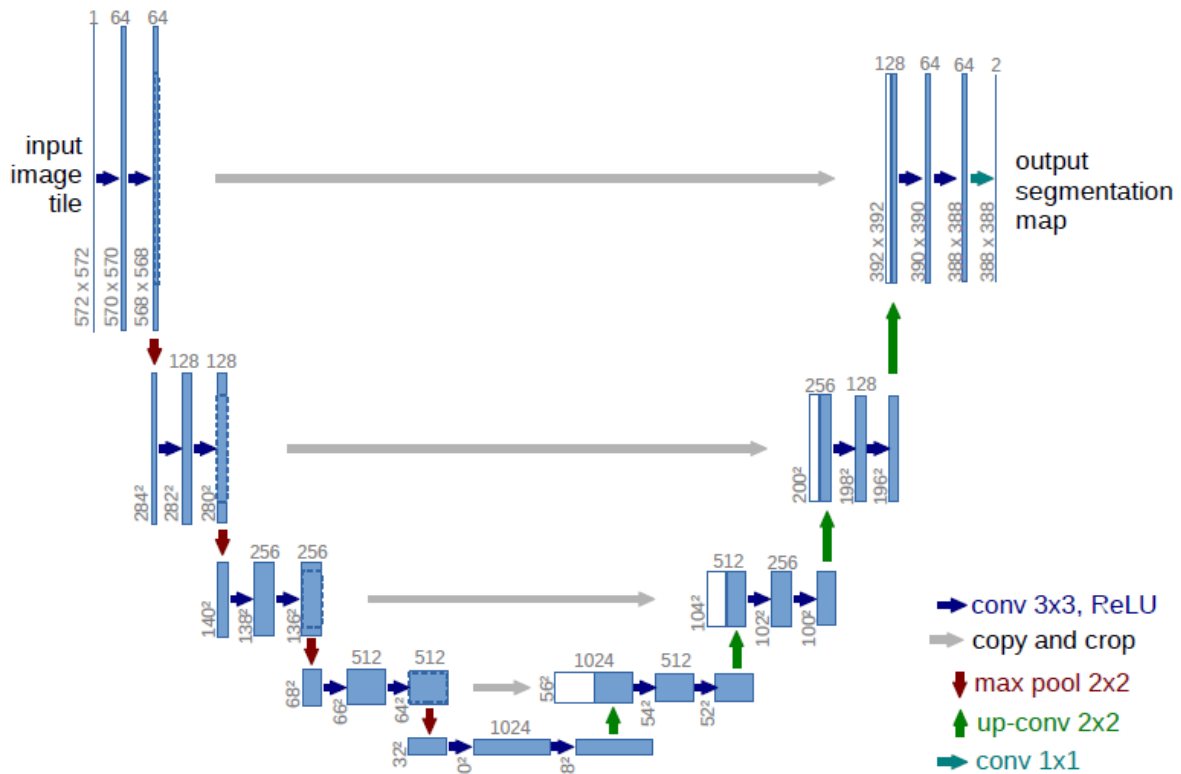 1 64 64
128 64 64 2
input
image
tile
output
segmentation
map
572 x 572
570 x 570
568 x 568
392 x 392
390 x 390
388 x 388
388 x 388
128 128
256 128
284²
282²
280²
200²
198²
196²
256 256
512 256
140²
138²
136²
104²
102²
100²
512 512
1024 512
68²
66²
64²
56²
54²
52²
1024
32²
0²
8²
conv 3x3, ReLU
copy and crop
max pool 2x2
up-conv 2x2
conv 1x1